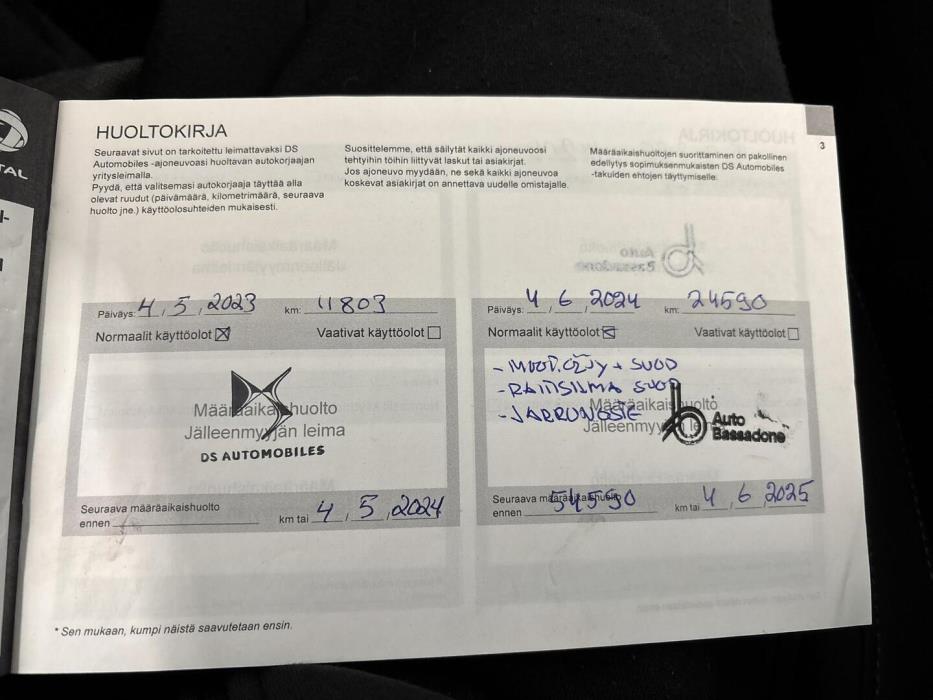 TAL
HUOLTOKIRJA
Seuraavat sivut on tarkoitettu leimattavaksi DS
Automobiles -ajoneuvoasi huoltavan autokorjaajan
yritysleimalla.
Pyydä, että valitsemasi autokorjaaja täyttää alla
olevat ruudut (päivämäärä, kilometrimäärä, seuraava
huolto jne.) käyttöolosuhteiden mukaisesti.
Suosittelemme, että säilytät kaikki ajoneuvoosi
tehtyihin töihin liittyvät laskut tai asiakirjat.
Jos ajoneuvo myydään, ne sekä kaikki ajoneuvoa
koskevat asiakirjat on annettava uudelle omistajalle.
Määräaikaishuoltojen suorittaminen on pakollinen
edellytys sopimuksenmukaisten DS Automobiles
-takuiden ehtojen täyttymiselle.
3
Päiväys: 4 , 5 , 2023 km: 11803
Normaalit käyttöolot Vaativat käyttöolot
Määräaikaishuolto
Jälleenmyyjän leima
DS AUTOMOBILES
Seuraava määräaikaishuolto
ennen km tai 4 / 5 , 2024
Päiväys: 4 / 6 / 2024 km: 24590
Normaalit käyttöolot Vaativat käyttöolot
- MOOT.ÖLJY + SUOD
- RAITISILMA SUOD
- JARRUNESTE
Määräaikaishuolto
Jälleenmyyjän leima
Auto
Bassadone
Seuraava määräaikaishuolto
ennen 54590 km tai 4 / 6 / 2025
* Sen mukaan, kumpi näistä saavutetaan ensin.